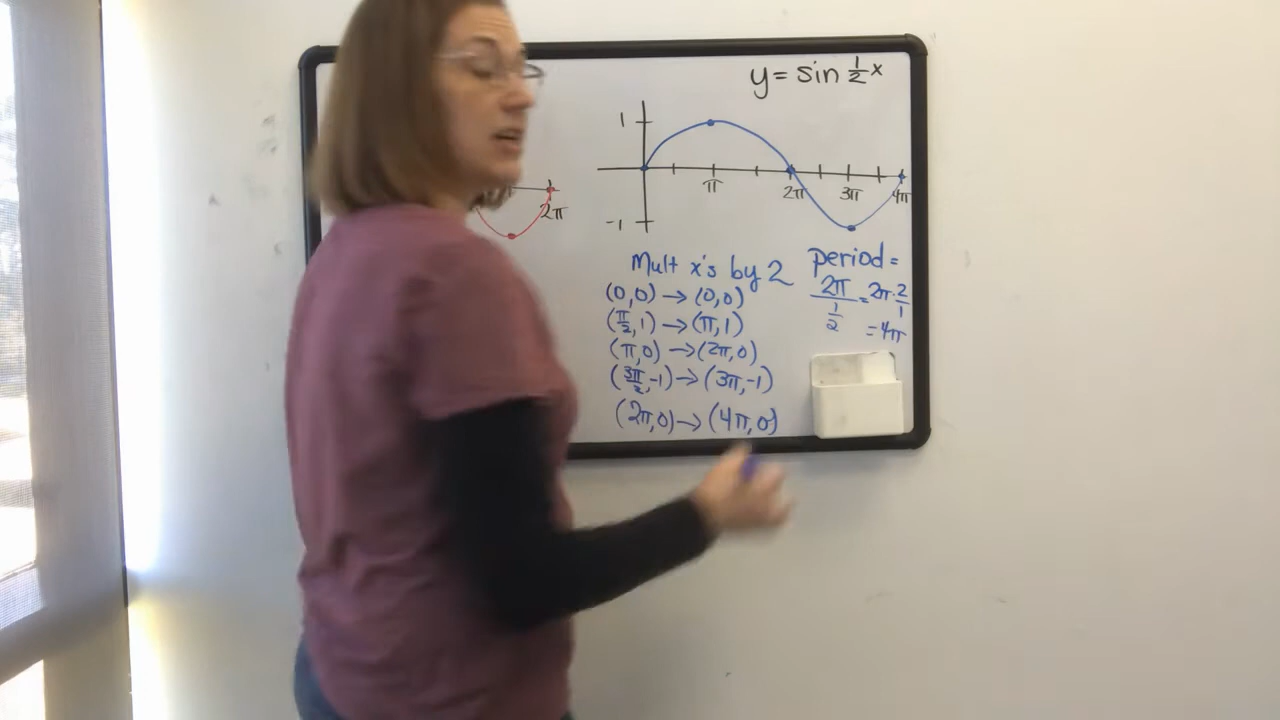 y = sin 1/2 x
1
π 2π 3π 4π
2π
-1
Mult x's by 2
(0,0) → (0,0)
(π/2, 1) → (π, 1)
(π, 0) → (2π, 0)
(3π/2, -1) → (3π, -1)
(2π, 0) → (4π, 0)
period =
2π / 1/2 = 2π · 2/1
= 4π